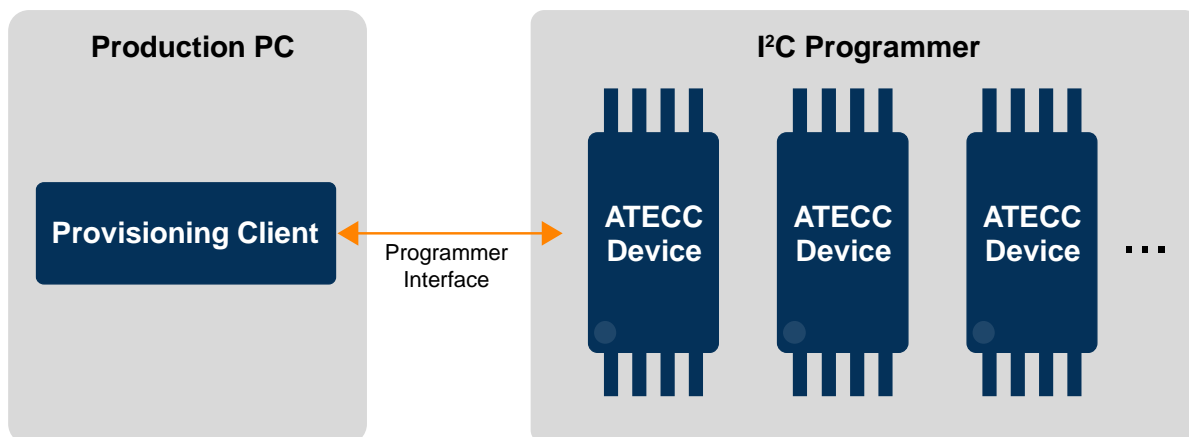 Production PC
Provisioning Client
Programmer
Interface
I²C Programmer
ATECC
Device
ATECC
Device
ATECC
Device
...